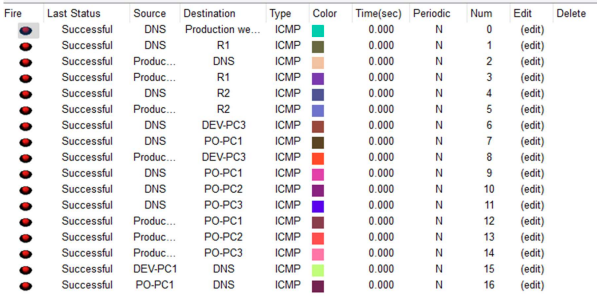 Fire Last Status Source Destination Type Color Time(sec) Periodic Num Edit Delete
Successful DNS Production we... ICMP 0.000 N 0 (edit)
Successful DNS R1 ICMP 0.000 N 1 (edit)
Successful Produc... DNS ICMP 0.000 N 2 (edit)
Successful Produc... R1 ICMP 0.000 N 3 (edit)
Successful DNS R2 ICMP 0.000 N 4 (edit)
Successful Produc... R2 ICMP 0.000 N 5 (edit)
Successful DNS DEV-PC3 ICMP 0.000 N 6 (edit)
Successful DNS PO-PC1 ICMP 0.000 N 7 (edit)
Successful Produc... DEV-PC3 ICMP 0.000 N 8 (edit)
Successful DNS PO-PC1 ICMP 0.000 N 9 (edit)
Successful DNS PO-PC2 ICMP 0.000 N 10 (edit)
Successful DNS PO-PC3 ICMP 0.000 N 11 (edit)
Successful Produc... PO-PC1 ICMP 0.000 N 12 (edit)
Successful Produc... PO-PC2 ICMP 0.000 N 13 (edit)
Successful Produc... PO-PC3 ICMP 0.000 N 14 (edit)
Successful DEV-PC1 DNS ICMP 0.000 N 15 (edit)
Successful PO-PC1 DNS ICMP 0.000 N 16 (edit)